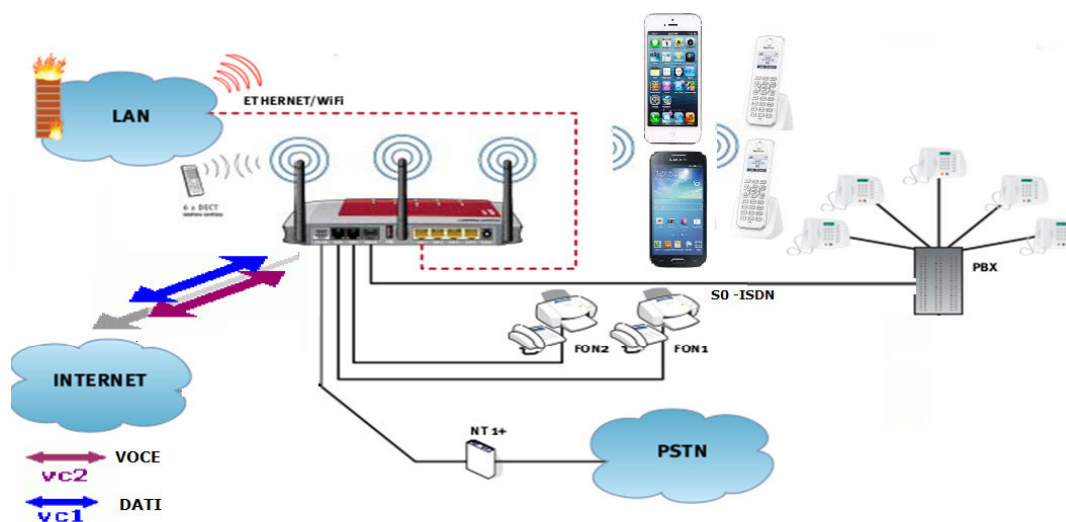 LAN
ETHERNET/WiFi
6 x DECT
PBX
S0 -ISDN
FON2
FON1
INTERNET
NT 1+
PSTN
VOCE
vc2
DATI
vc1